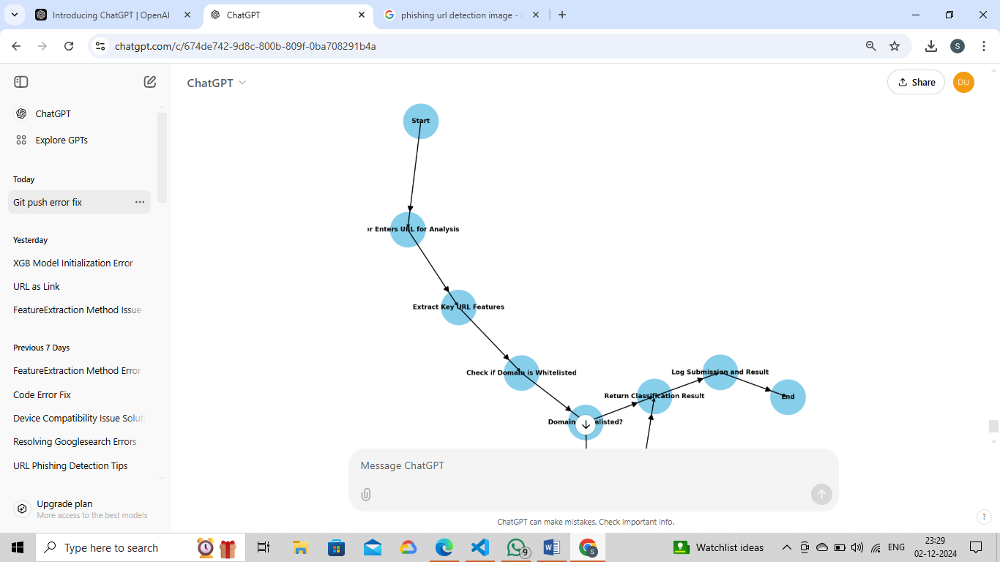 Introducing ChatGPT | OpenAI
ChatGPT
phishing url detection image -
chatgpt.com/c/674de742-9d8c-800b-809f-0ba708291b4a
S
ChatGPT
Share
DU
ChatGPT
Explore GPTs
Today
Git push error fix
Yesterday
XGB Model Initialization Error
URL as Link
FeatureExtraction Method Issue
Previous 7 Days
FeatureExtraction Method Error
Code Error Fix
Device Compatibility Issue Solut
Resolving Googlesearch Errors
URL Phishing Detection Tips
Upgrade plan
More access to the best models
Start
er Enters URL for Analysis
Extract Key URL Features
Check if Domain is Whitelisted
Log Submission and Result
Return Classification Result
End
Domain elisted?
Message ChatGPT
ChatGPT can make mistakes. Check important info.
?
Type here to search
9
S
Watchlist ideas
ENG
23:29
02-12-2024